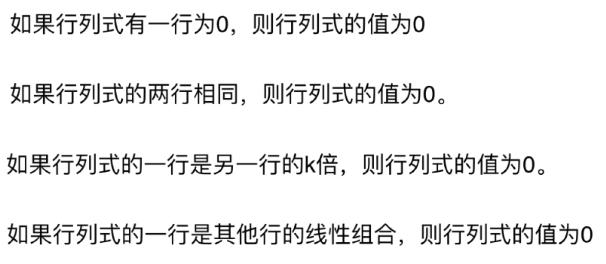 如果行列式有一行为0，则行列式的值为0
如果行列式的两行相同，则行列式的值为0。
如果行列式的一行是另一行的k倍，则行列式的值为0。
如果行列式的一行是其他行的线性组合，则行列式的值为0